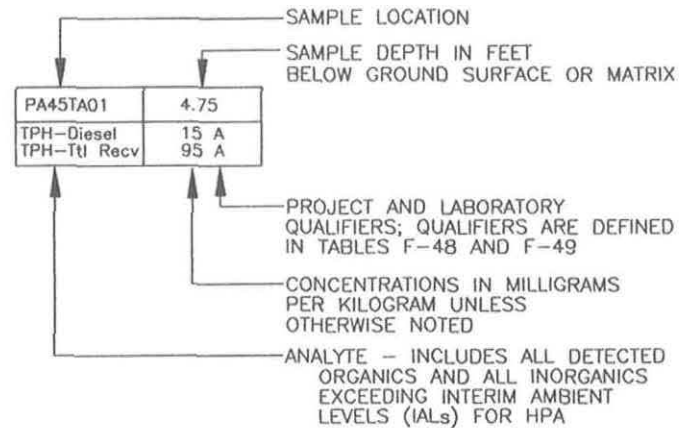 SAMPLE LOCATION
SAMPLE DEPTH IN FEET
BELOW GROUND SURFACE OR MATRIX
PA45TA01 4.75
TPH-Diesel 15 A
TPH-Ttl Recv 95 A
PROJECT AND LABORATORY
QUALIFIERS; QUALIFIERS ARE DEFINED
IN TABLES F-48 AND F-49
CONCENTRATIONS IN MILLIGRAMS
PER KILOGRAM UNLESS
OTHERWISE NOTED
ANALYTE - INCLUDES ALL DETECTED
ORGANICS AND ALL INORGANICS
EXCEEDING INTERIM AMBIENT
LEVELS (IALs) FOR HPA